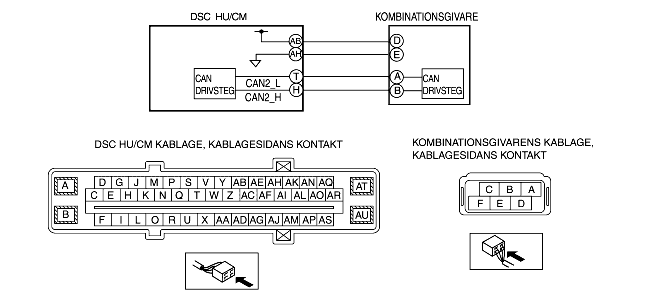 DSC HU/CM
KOMBINATIONSGIVARE
AB
D
AH
E
CAN
DRIVSTEG
T
CAN2_L
A
CAN
DRIVSTEG
H
CAN2_H
B
DSC HU/CM KABLAGE, KABLAGESIDANS KONTAKT
A D G J M P S V Y AB AE AH AK AN AQ AT
C E H K N Q T W Z AC AF AI AL AO AR
B F I L O R U X AA AD AG AJ AM AP AS AU
KOMBINATIONSGIVARENS KABLAGE,
KABLAGESIDANS KONTAKT
C B A
F E D